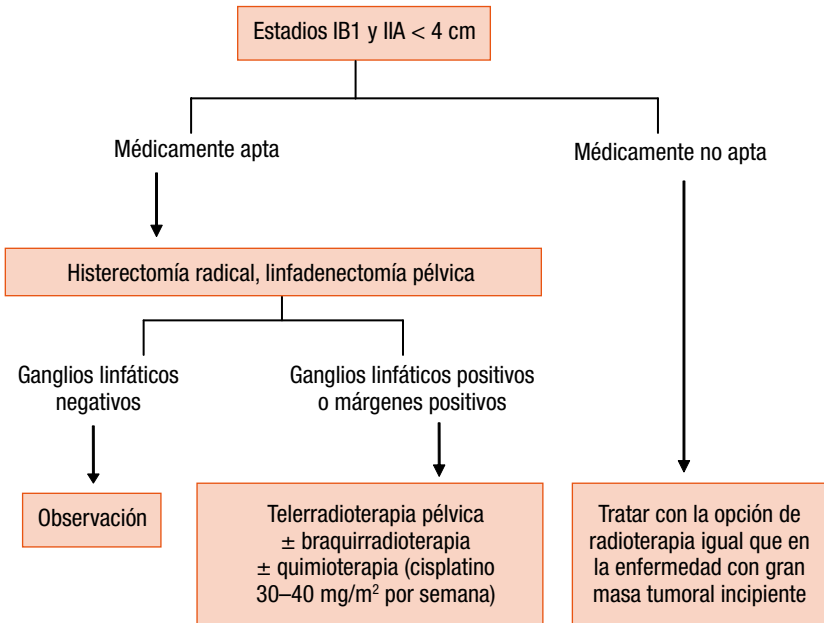 Estadios IB1 y IIA < 4 cm
Médicamente apta
Médicamente no apta
Histerectomía radical, linfadenectomía pélvica
Ganglios linfáticos
negativos
Ganglios linfáticos positivos
o márgenes positivos
Observación
Telerradioterapia pélvica
± braquirradioterapia
± quimioterapia (cisplatino
30–40 mg/m² por semana)
Tratar con la opción de
radioterapia igual que en
la enfermedad con gran
masa tumoral incipiente